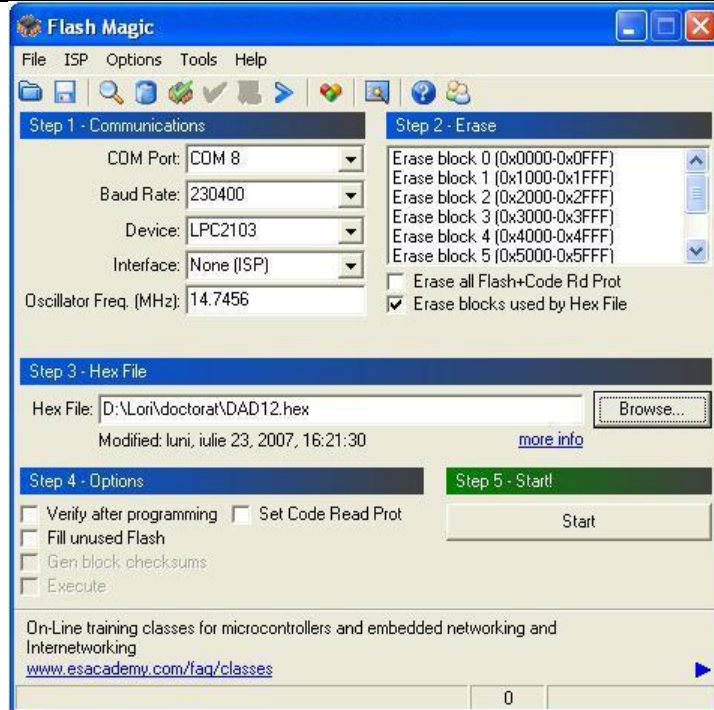 Flash Magic
File ISP Options Tools Help
Step 1 - Communications
COM Port: COM 8
Baud Rate: 230400
Device: LPC2103
Interface: None (ISP)
Oscillator Freq. (MHz): 14.7456
Step 2 - Erase
Erase block 0 (0x0000-0x0FFF)
Erase block 1 (0x1000-0x1FFF)
Erase block 2 (0x2000-0x2FFF)
Erase block 3 (0x3000-0x3FFF)
Erase block 4 (0x4000-0x4FFF)
Erase block 5 (0x5000-0x5FFF)
Erase all Flash+Code Rd Prot
Erase blocks used by Hex File
Step 3 - Hex File
Hex File: D:\Lori\doctorat\DAD12.hex Browse...
Modified: luni, iulie 23, 2007, 16:21:30 more info
Step 4 - Options
Verify after programming Set Code Read Prot
Fill unused Flash
Gen block checksums
Execute
Step 5 - Start!
Start
On-Line training classes for microcontrollers and embedded networking and
Internetworking
www.esacademy.com/faq/classes
0